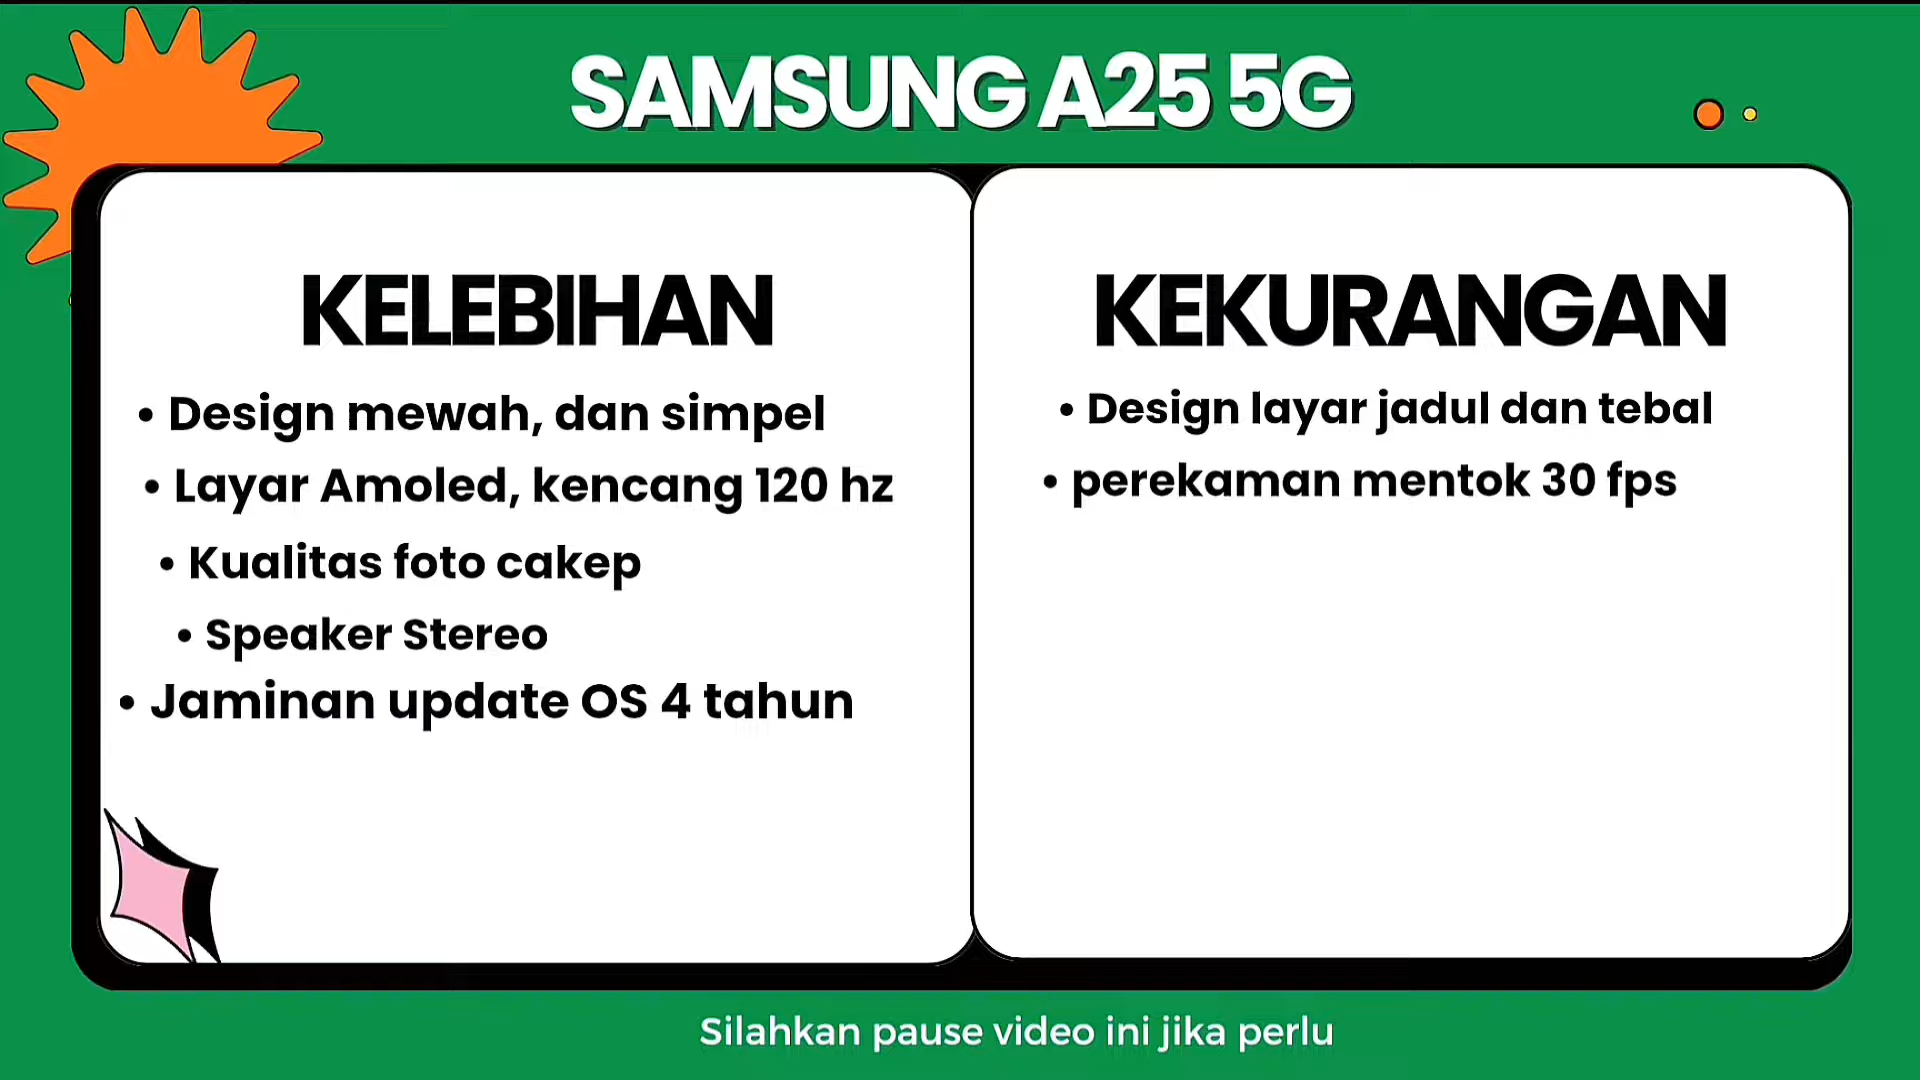 SAMSUNG A25 5G
KELEBIHAN
• Design mewah, dan simpel
• Layar Amoled, kencang 120 hz
• Kualitas foto cakep
• Speaker Stereo
• Jaminan update OS 4 tahun
KEKURANGAN
• Design layar jadul dan tebal
• perekaman mentok 30 fps
Silahkan pause video ini jika perlu